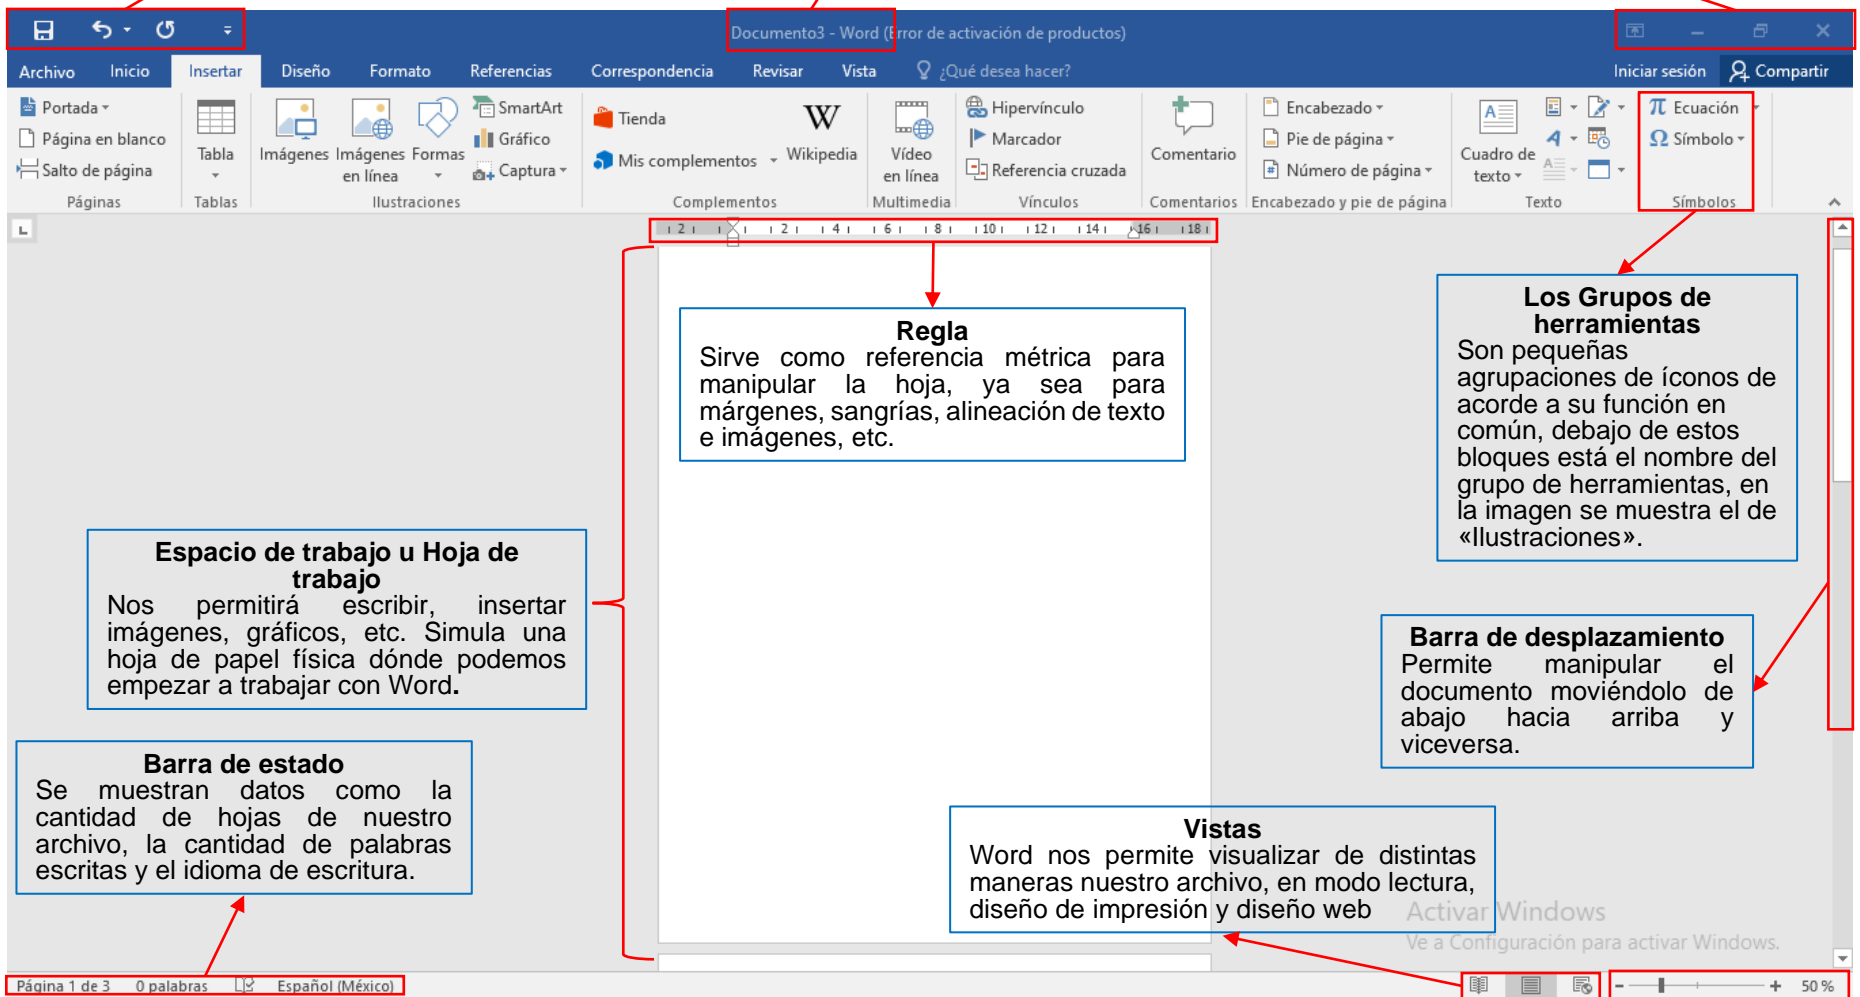 Documento3 - Word (Error de activación de productos)
Archivo Inicio Insertar Diseño Formato Referencias Correspondencia Revisar Vista ¿Qué desea hacer? Iniciar sesión Compartir
Portada
Página en blanco
Salto de página
Páginas
Tabla
Tablas
Imágenes
Imágenes
en línea
Formas
SmartArt
Gráfico
Captura
Ilustraciones
Tienda
Mis complementos
W
Wikipedia
Complementos
Vídeo
en línea
Multimedia
Hipervínculo
Marcador
Referencia cruzada
Vínculos
Comentario
Comentarios
Encabezado
Pie de página
# Número de página
Encabezado y pie de página
A
Cuadro de
texto
A
A
Texto
π Ecuación
Ω Símbolo
Símbolos
L
2 2 4 6 8 10 12 14 16 18
Regla
Sirve como referencia métrica para
manipular la hoja, ya sea para
márgenes, sangrías, alineación de texto
e imágenes, etc.
Los Grupos de
herramientas
Son pequeñas
agrupaciones de íconos de
acorde a su función en
común, debajo de estos
bloques está el nombre del
grupo de herramientas, en
la imagen se muestra el de
«Ilustraciones».
Espacio de trabajo u Hoja de
trabajo
Nos permitirá escribir, insertar
imágenes, gráficos, etc. Simula una
hoja de papel física dónde podemos
empezar a trabajar con Word.
Barra de desplazamiento
Permite manipular el
documento moviéndolo de
abajo hacia arriba y
viceversa.
Barra de estado
Se muestran datos como la
cantidad de hojas de nuestro
archivo, la cantidad de palabras
escritas y el idioma de escritura.
Vistas
Word nos permite visualizar de distintas
maneras nuestro archivo, en modo lectura,
diseño de impresión y diseño web
Activar Windows
Ve a Configuración para activar Windows.
Página 1 de 3 0 palabras Español (México) 50 %